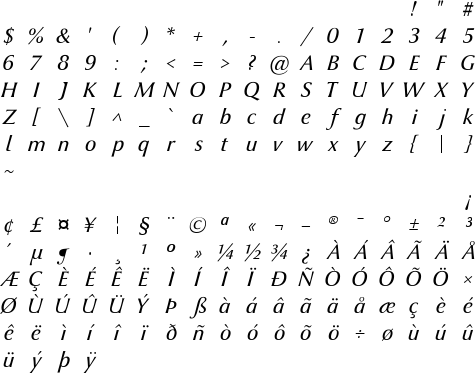 ! " #
$ % & ' ( ) * + , - . / 0 1 2 3 4 5
6 7 8 9 : ; < = > ? @ A B C D E F G
H I J K L M N O P Q R S T U V W X Y
Z [ \ ] ^ _ ` a b c d e f g h i j k
l m n o p q r s t u v w x y z { | }
~
¡
¢ £ ¤ ¥ ¦ § ¨ © ª « ¬ – ® ¯ ° ± ² ³
´ µ ¶ · ¸ ¹ º » ¼ ½ ¾ ¿ À Á Â Ã Ä Å
Æ Ç È É Ê Ë Ì Í Î Ï Ð Ñ Ò Ó Ô Õ Ö ×
Ø Ù Ú Û Ü Ý Þ ß à á â ã ä å æ ç è é
ê ë ì í î ï ð ñ ò ó ô õ ö ÷ ø ù ú û
ü ý þ ÿ